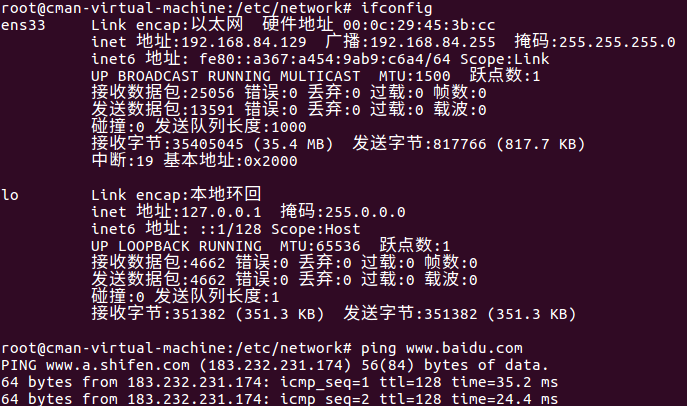 root@cman-virtual-machine:/etc/network# ifconfig
ens33     Link encap:以太网  硬件地址 00:0c:29:45:3b:cc
          inet 地址:192.168.84.129  广播:192.168.84.255  掩码:255.255.255.0
          inet6 地址: fe80::a367:a454:9ab9:c6a4/64 Scope:Link
          UP BROADCAST RUNNING MULTICAST  MTU:1500  跃点数:1
          接收数据包:25056 错误:0 丢弃:0 过载:0 帧数:0
          发送数据包:13591 错误:0 丢弃:0 过载:0 载波:0
          碰撞:0 发送队列长度:1000
          接收字节:35405045 (35.4 MB)  发送字节:817766 (817.7 KB)
          中断:19 基本地址:0x2000
lo        Link encap:本地环回
          inet 地址:127.0.0.1  掩码:255.0.0.0
          inet6 地址: ::1/128 Scope:Host
          UP LOOPBACK RUNNING  MTU:65536  跃点数:1
          接收数据包:4662 错误:0 丢弃:0 过载:0 帧数:0
          发送数据包:4662 错误:0 丢弃:0 过载:0 载波:0
          碰撞:0 发送队列长度:1
          接收字节:351382 (351.3 KB)  发送字节:351382 (351.3 KB)
root@cman-virtual-machine:/etc/network# ping www.baidu.com
PING www.a.shifen.com (183.232.231.174) 56(84) bytes of data.
64 bytes from 183.232.231.174: icmp_seq=1 ttl=128 time=35.2 ms
64 bytes from 183.232.231.174: icmp_seq=2 ttl=128 time=24.4 ms